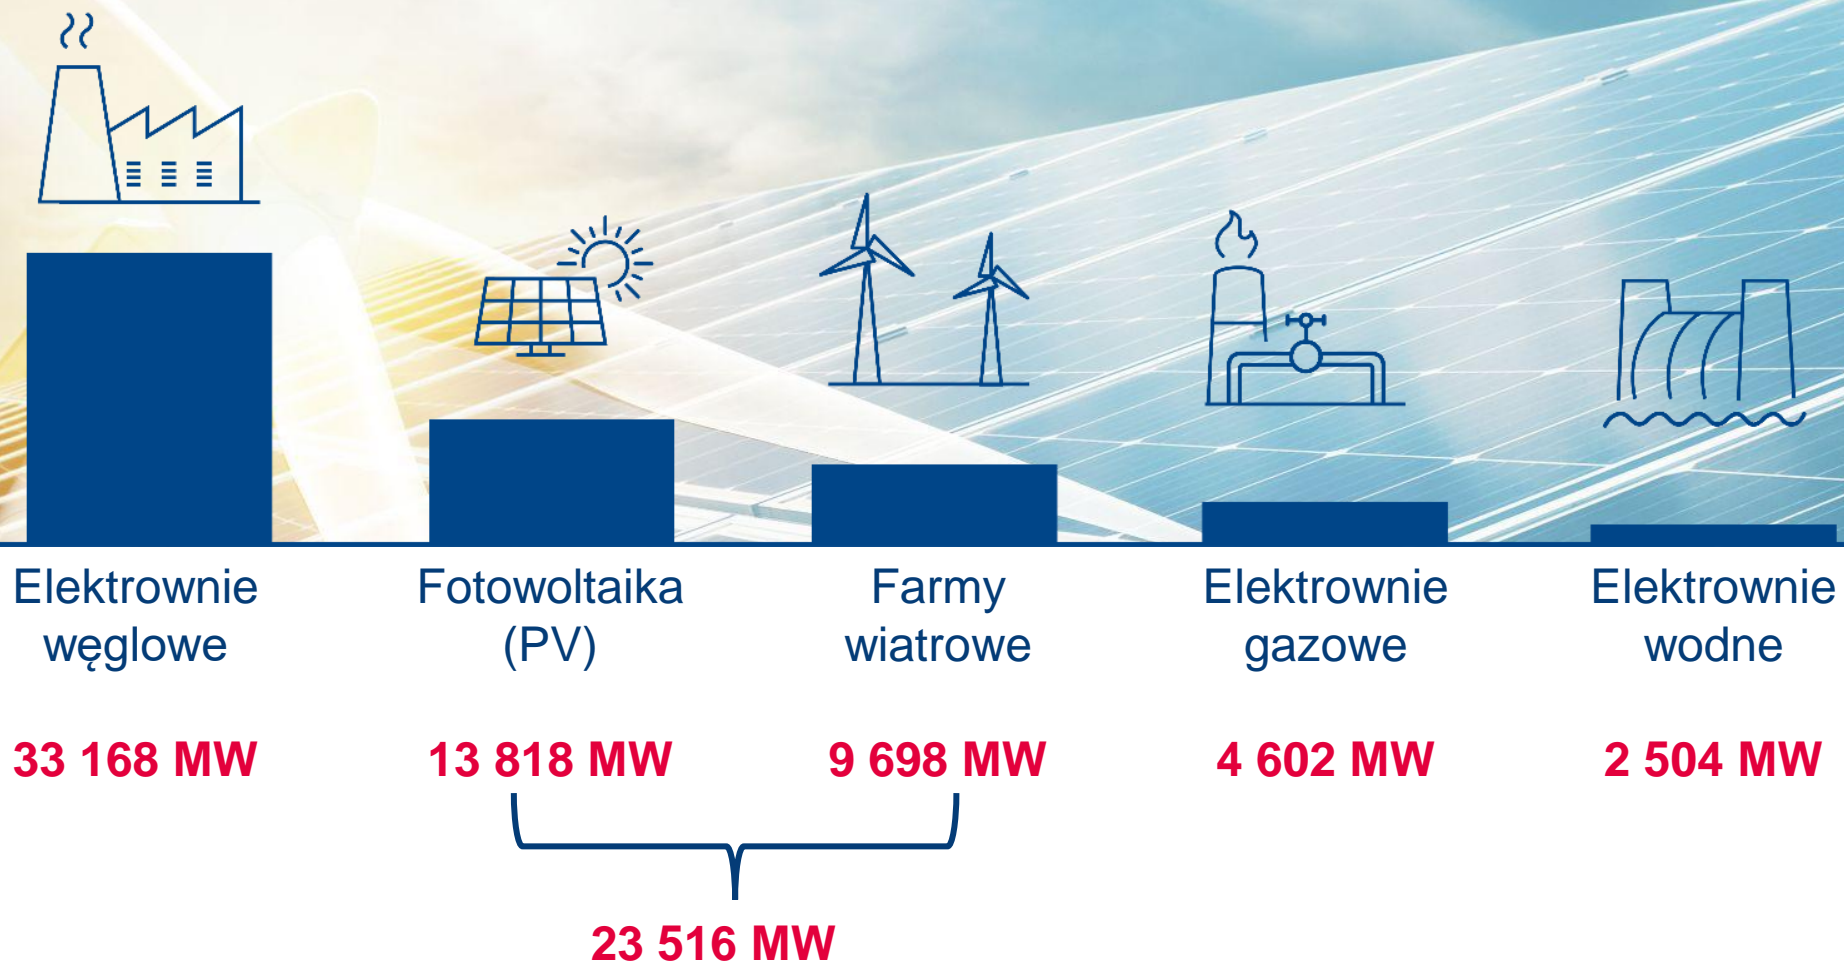 Elektrownie
węglowe
33 168 MW
Fotowoltaika
(PV)
13 818 MW
Farmy
wiatrowe
9 698 MW
Elektrownie
gazowe
4 602 MW
Elektrownie
wodne
2 504 MW
23 516 MW